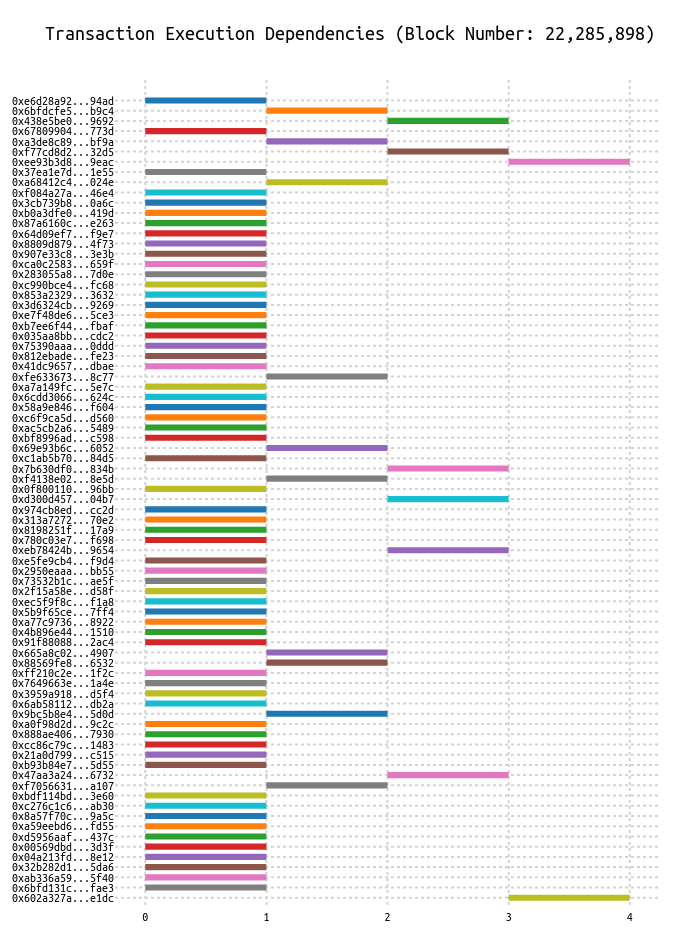 Transaction Execution Dependencies (Block Number: 22,285,898)
0xe6d28a92...94ad
0x6bfdcfe5...b9c4
0x438e5be0...9692
0x67809904...773d
0xa3de8c89...bf9a
0xf77cd8d2...32d5
0xee93b3d8...9eac
0x37ea1e7d...1e55
0xa68412c4...024e
0xf084a27a...46e4
0x3cb739b8...0a6c
0xb0a3dfe0...419d
0x87a6160c...e263
0x64d09ef7...f9e7
0x8809d879...4f73
0x907e33c8...3e3b
0xca0c2583...659f
0x283055a8...7d0e
0xc990bce4...fc68
0x853a2329...3632
0x3d6324cb...9269
0xe7f48de6...5ce3
0xb7ee6f44...fbaf
0x035aa8bb...cdc2
0x75390aaa...0ddd
0x812ebade...fe23
0x41dc9657...dbae
0xfe633673...8c77
0xa7a149fc...5e7c
0x6cdd3066...624c
0x58a9e846...f604
0xc6f9ca5d...d560
0xac5cb2a6...5489
0xbf8996ad...c598
0x69e93b6c...6052
0xc1ab5b70...84d5
0x7b630df0...834b
0xf4138e02...8e5d
0x0f800110...96bb
0xd300d457...04b7
0x974cb8ed...cc2d
0x313a7272...70e2
0x8198251f...17a9
0x780c03e7...f698
0xeb78424b...9654
0xe5fe9cb4...f9d4
0x2950eaaa...bb55
0x73532b1c...ae5f
0x2f15a58e...d58f
0xec5f9f8c...f1a8
0x5b9f65ce...7ff4
0xa77c9736...8922
0x4b896e44...1510
0x91f88088...2ac4
0x665a8c02...4907
0x88569fe8...6532
0xff210c2e...1f2c
0x7649663e...1a4e
0x3959a918...d5f4
0x6ab58112...db2a
0x9bc5b8e4...5d0d
0xa0f98d2d...9c2c
0x888ae406...7930
0xcc86c79c...1483
0x21a0d799...c515
0xb93b84e7...5d55
0x47aa3a24...6732
0xf7056631...a107
0xbdf114bd...3e60
0xc276c1c6...ab30
0x8a57f70c...9a5c
0xa59eebd6...fd55
0xd5956aaf...437c
0x00569dbd...3d3f
0x04a213fd...8e12
0x32b282d1...5da6
0xab336a59...5f40
0x6bfd131c...fae3
0x602a327a...e1dc
0 1 2 3 4